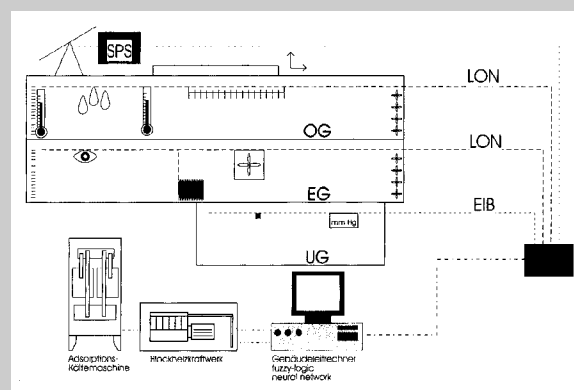 SPS
LON
OG
LON
EG
EIB
mm Hg
UG
Adsorptions-
Kältemaschine
Blockheizkraftwerk
Gebäudeleitrechner
fuzzy-logic
neural network